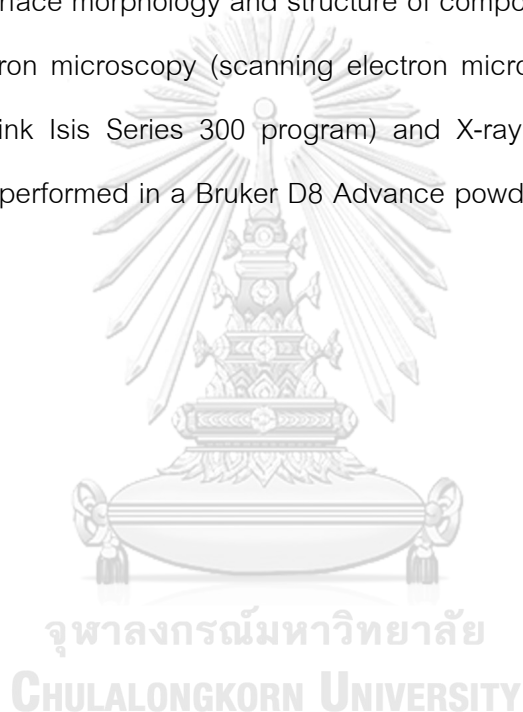 face morphology and structure of compo
ron microscopy (scanning electron micro
ink Isis Series 300 program) and X-ray
performed in a Bruker D8 Advance powd
จุฬาลงกรณ์มหาวิทยาลัย
CHULALONGKORN UNIVERSITY